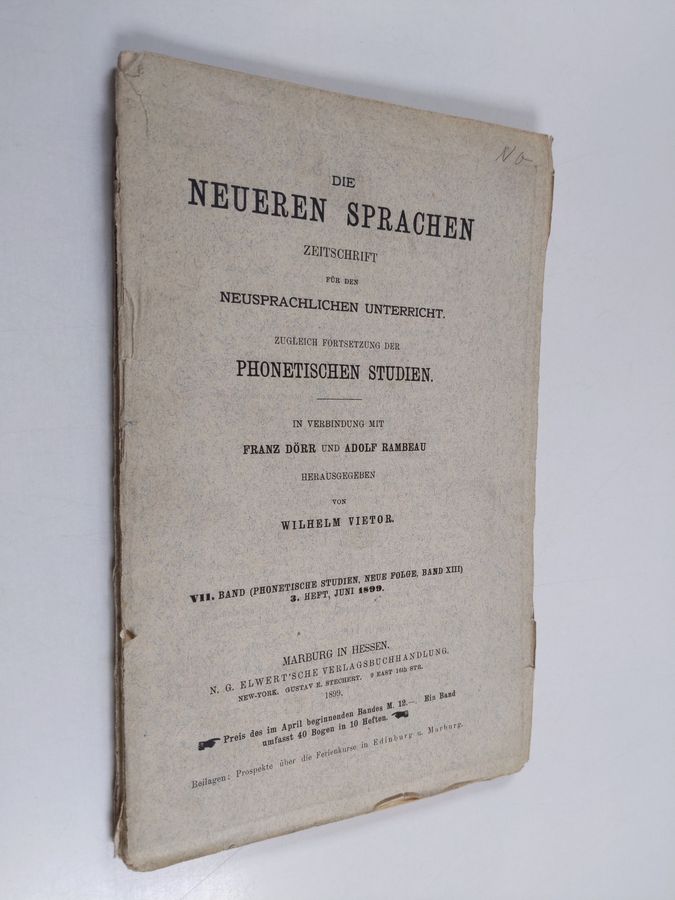 No
DIE
NEUEREN SPRACHEN
ZEITSCHRIFT
FÜR DEN
NEUSPRACHLICHEN UNTERRICHT.
ZUGLEICH FORTSETZUNG DER
PHONETISCHEN STUDIEN.
IN VERBINDUNG MIT
FRANZ DÖRR UND ADOLF RAMBEAU
HERAUSGEGEBEN
VON
WILHELM VIETOR.
VII. BAND (PHONETISCHE STUDIEN, NEUE FOLGE, BAND XIII)
3. HEFT, JUNI 1899.
MARBURG IN HESSEN.
N. G. ELWERT'SCHE VERLAGSBUCHHANDLUNG.
NEW-YORK. GUSTAV E. STECHERT. 9 EAST 16th STR.
1899.
Preis des im April beginnenden Bandes M. 12.—. Ein Band
umfasst 40 Bogen in 10 Heften.
Beilagen: Prospekte über die Ferienkurse in Edinburg u. Marburg.